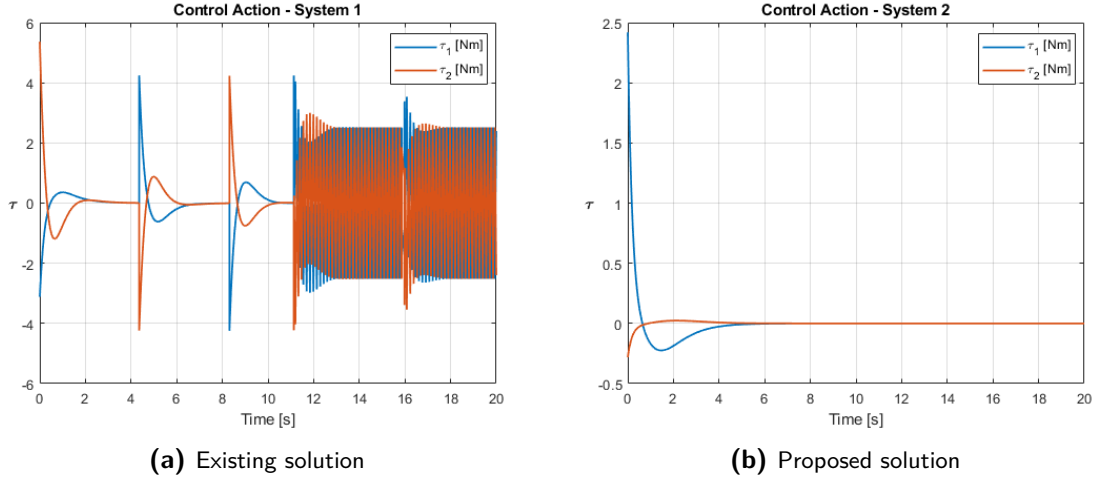 Control Action - System 1
τ₁ [Nm]
τ₂ [Nm]
6
4
2
0
-2
-4
-6
τ
0 2 4 6 8 10 12 14 16 18 20
Time [s]
(a) Existing solution
Control Action - System 2
τ₁ [Nm]
τ₂ [Nm]
2.5
2
1.5
1
0.5
0
-0.5
τ
0 2 4 6 8 10 12 14 16 18 20
Time [s]
(b) Proposed solution